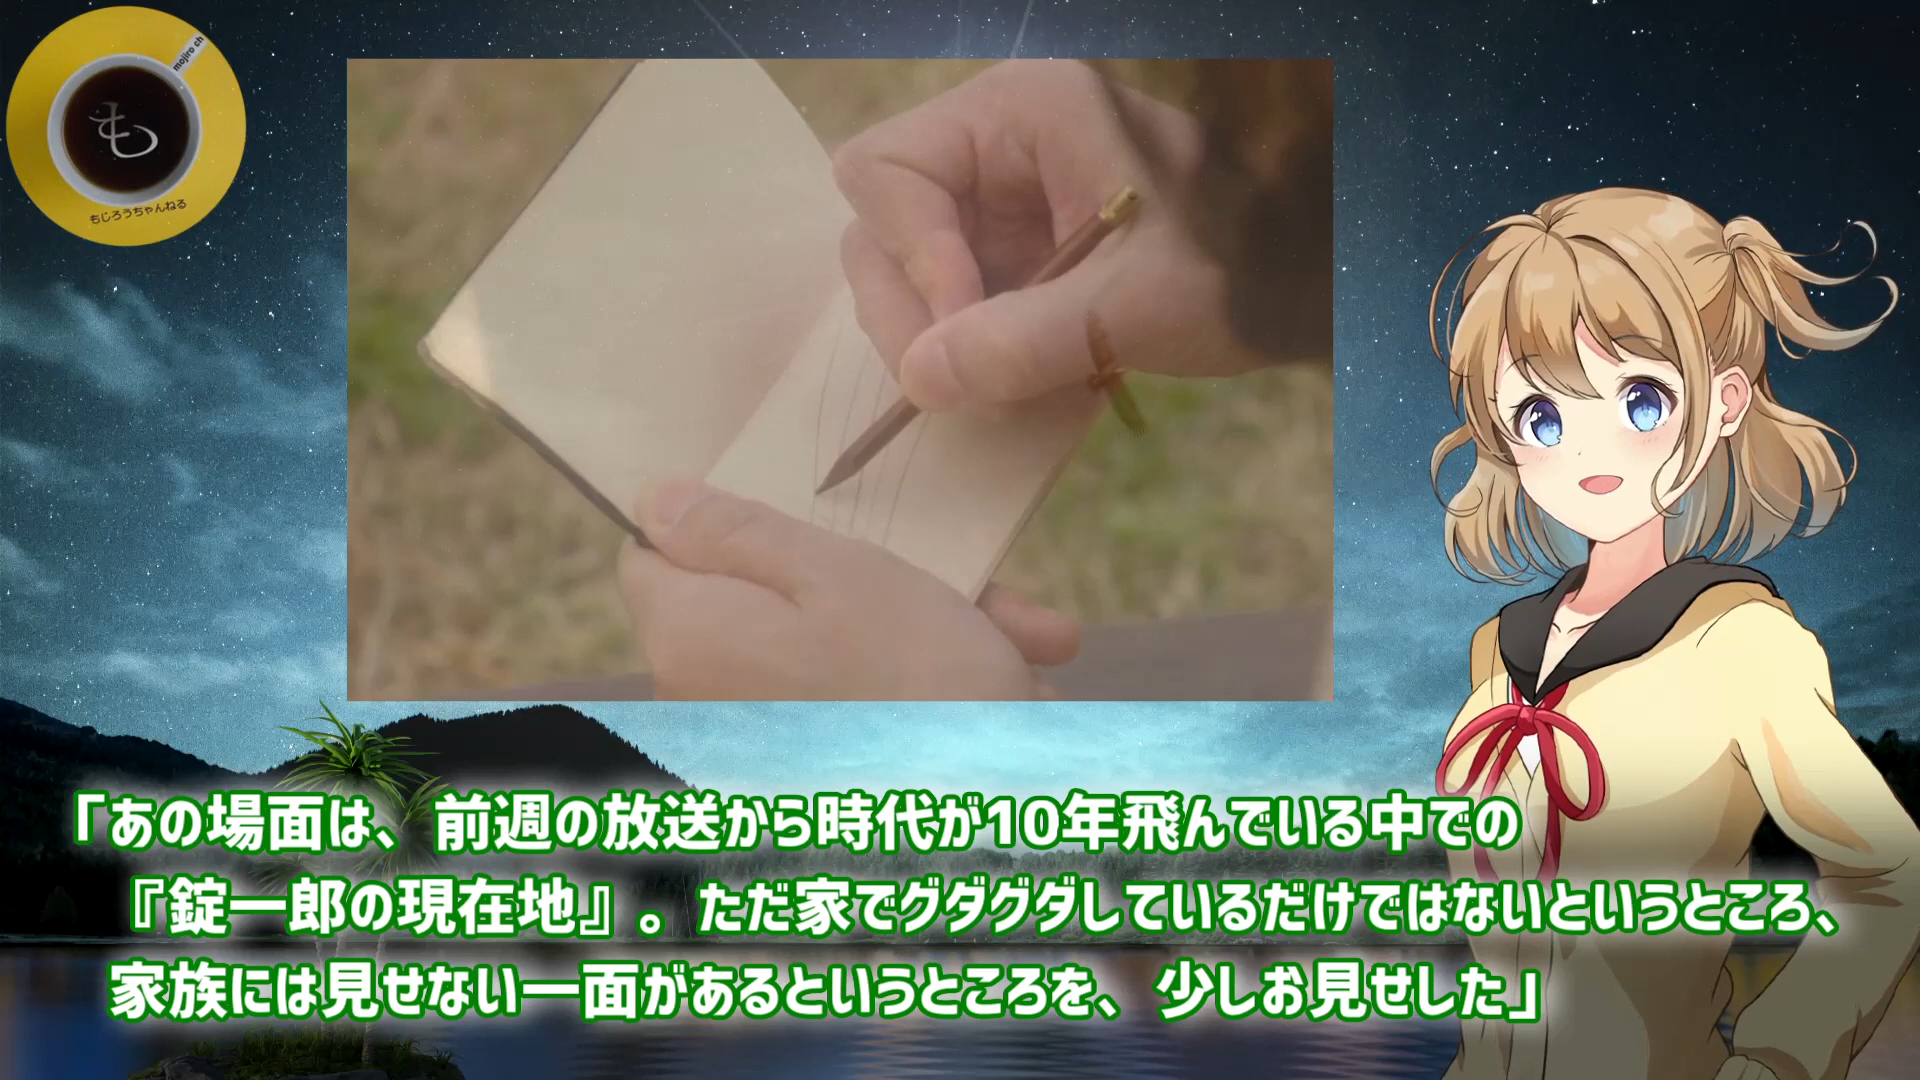 mojiro ch
も
もじろうちゃんねる
「あの場面は、前週の放送から時代が10年飛んでいる中での
『錠一郎の現在地』。ただ家でグダグダしているだけではないというところ、
家族には見せない一面があるというところを、少しお見せした」